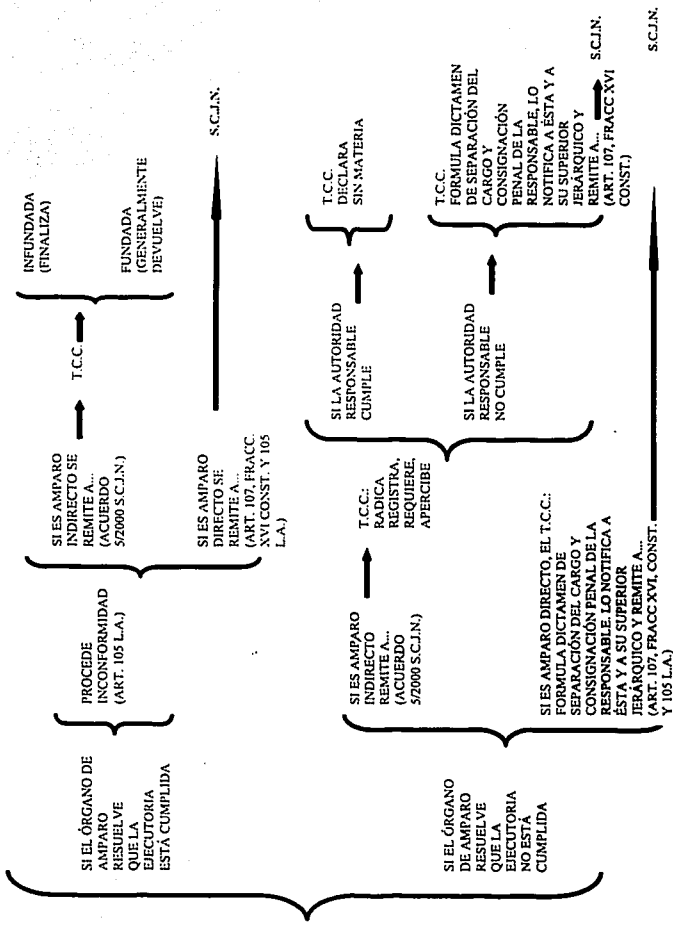 SI EL ÓRGANO DE
AMPARO
RESUELVE
QUE LA
EJECUTORIA
ESTÁ CUMPLIDA
PROCEDE
INCONFORMIDAD
(ART. 105 L.A.)
SI ES AMPARO
INDIRECTO SE
REMITE A...
(ACUERDO
5/2000 S.C.J.N.)
T.C.C.
INFUNDADA
(FINALIZA)
FUNDADA
(GENERALMENTE
DEVUELVE)
SI ES AMPARO
DIRECTO SE
REMITE A...
(ART. 107, FRACC.
XVI CONST. Y 105
L.A.)
S.C.J.N.
SI EL ÓRGANO
DE AMPARO
RESUELVE
QUE LA
EJECUTORIA
NO ESTÁ
CUMPLIDA
SI ES AMPARO
INDIRECTO
REMITE A...
(ACUERDO
5/2000 S.C.J.N.)
T.C.C.:
RADICA
REGISTRA,
REQUIERE,
APERCIBE
SI LA AUTORIDAD
RESPONSABLE
CUMPLE
T.C.C.
DECLARA
SIN MATERIA
SI LA AUTORIDAD
RESPONSABLE
NO CUMPLE
T.C.C.
FORMULA DICTAMEN
DE SEPARACIÓN DEL
CARGO Y
CONSIGNACIÓN
PENAL DE LA
RESPONSABLE, LO
NOTIFICA A ÉSTA Y A
SU SUPERIOR
JERÁRQUICO Y
REMITE A...
(ART. 107, FRACC XVI
CONST.)
S.C.J.N.
SI ES AMPARO DIRECTO, EL T.C.C.:
FORMULA DICTAMEN DE
SEPARACIÓN DEL CARGO Y
CONSIGNACIÓN PENAL DE LA
RESPONSABLE. LO NOTIFICA A
ÉSTA Y A SU SUPERIOR
JERÁRQUICO Y REMITE A...
(ART. 107, FRACC XVI, CONST.
Y 105 L.A.)
S.C.J.N.